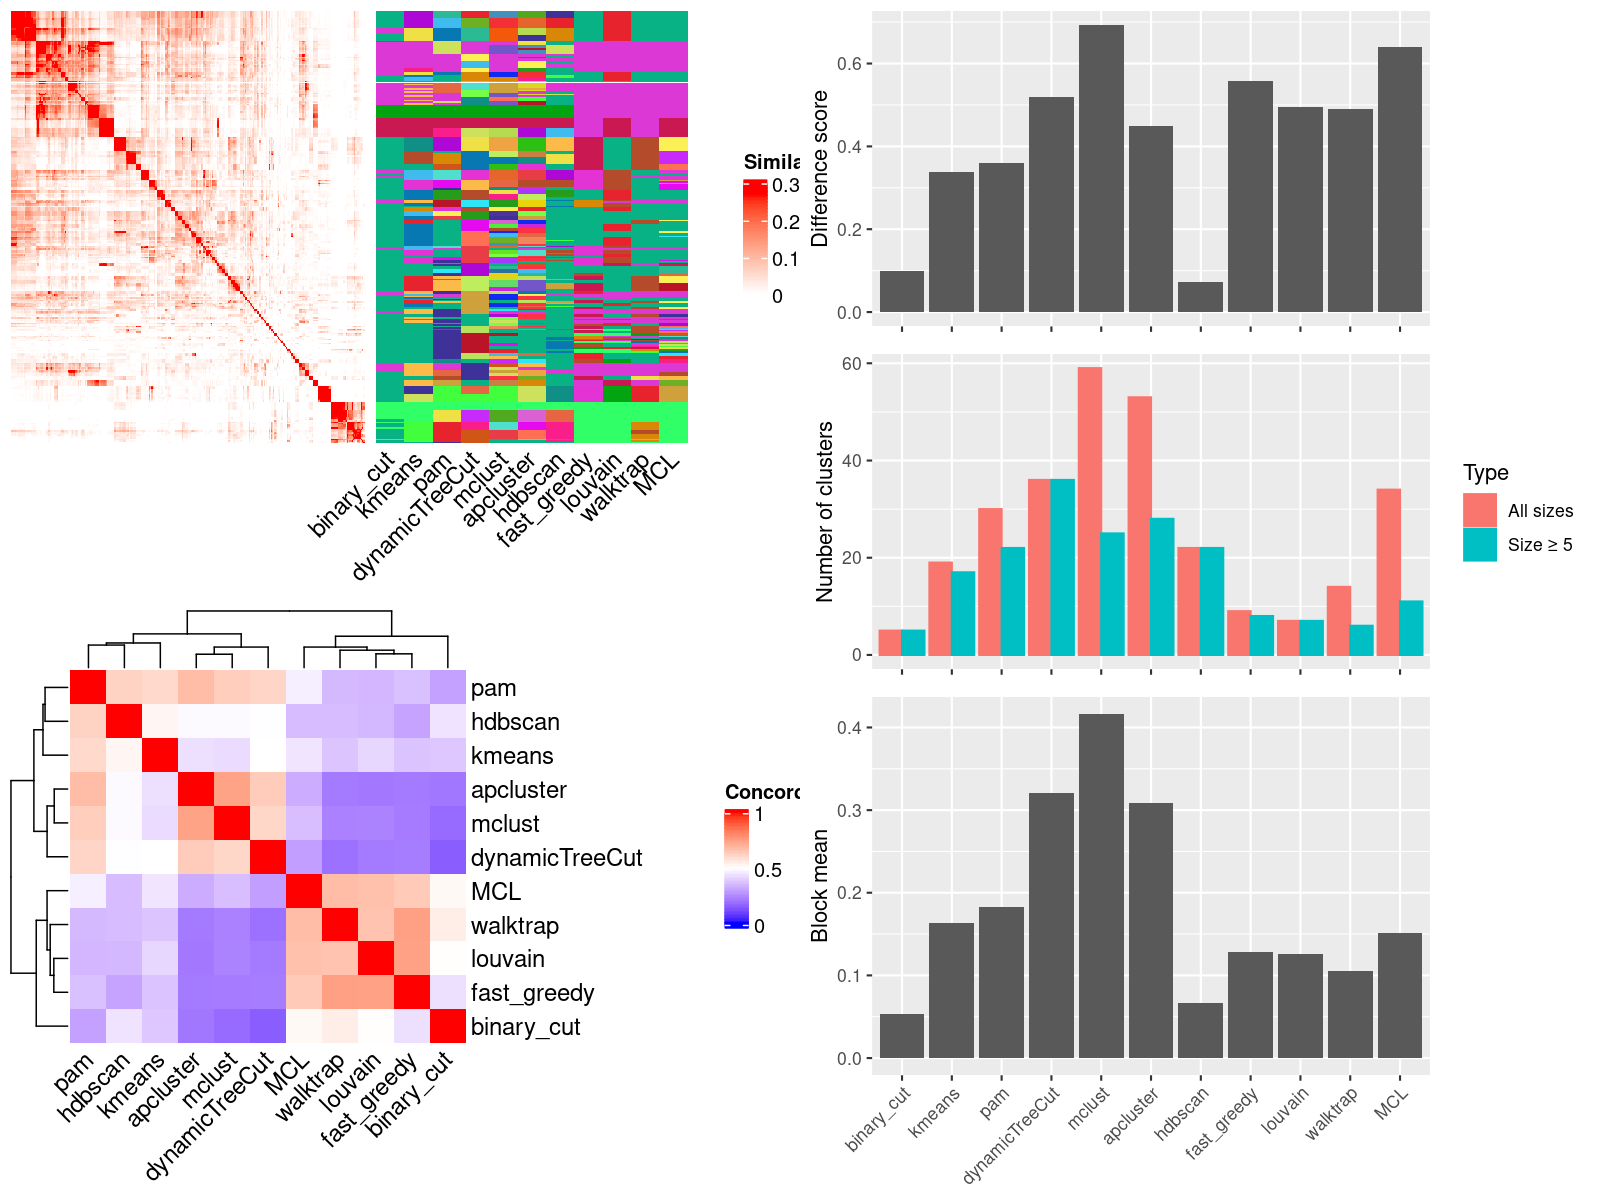 Simila
0.3
0.2
0.1
0
binary_cut
kmeans
pam
dynamicTreeCut
mclust
apcluster
hdbscan
fast_greedy
louvain
walktrap
MCL
pam
hdbscan
kmeans
apcluster
mclust
dynamicTreeCut
MCL
walktrap
louvain
fast_greedy
binary_cut
pam
hdbscan
kmeans
apcluster
mclust
dynamicTreeCut
MCL
walktrap
louvain
fast_greedy
binary_cut
Concord
1
0.5
0
Difference score
0.6
0.4
0.2
0.0
Number of clusters
60
40
20
0
Type
All sizes
Size ≥ 5
Block mean
0.4
0.3
0.2
0.1
0.0
binary_cut
kmeans
pam
dynamicTreeCut
mclust
apcluster
hdbscan
fast_greedy
louvain
walktrap
MCL